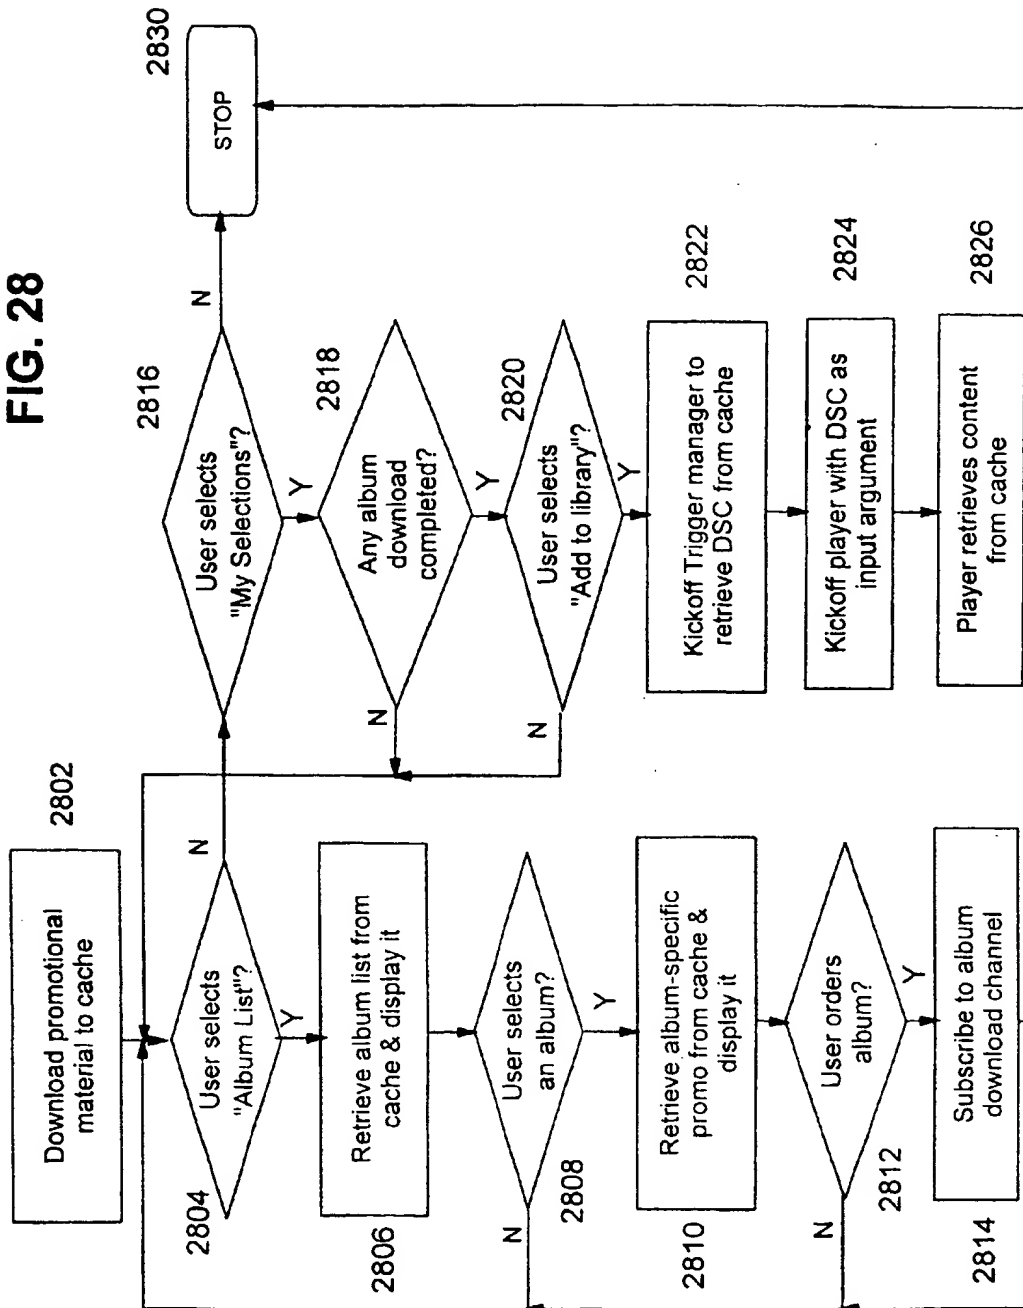 FIG. 28
Download promotional
material to cache
2802
User selects
"Album List"?
2804
N
Y
Retrieve album list from
cache & display it
2806
User selects
an album?
2808
N
Y
Retrieve album-specific
promo from cache &
display it
2810
User orders
album?
2812
N
Y
Subscribe to album
download channel
2814
User selects
"My Selections"?
2816
N
Y
STOP
2830
Any album
download
completed?
2818
N
Y
User selects
"Add to library"?
2820
N
Y
Kickoff Trigger manager to
retrieve DSC from cache
2822
Kickoff player with DSC as
input argument
2824
Player retrieves content
from cache
2826